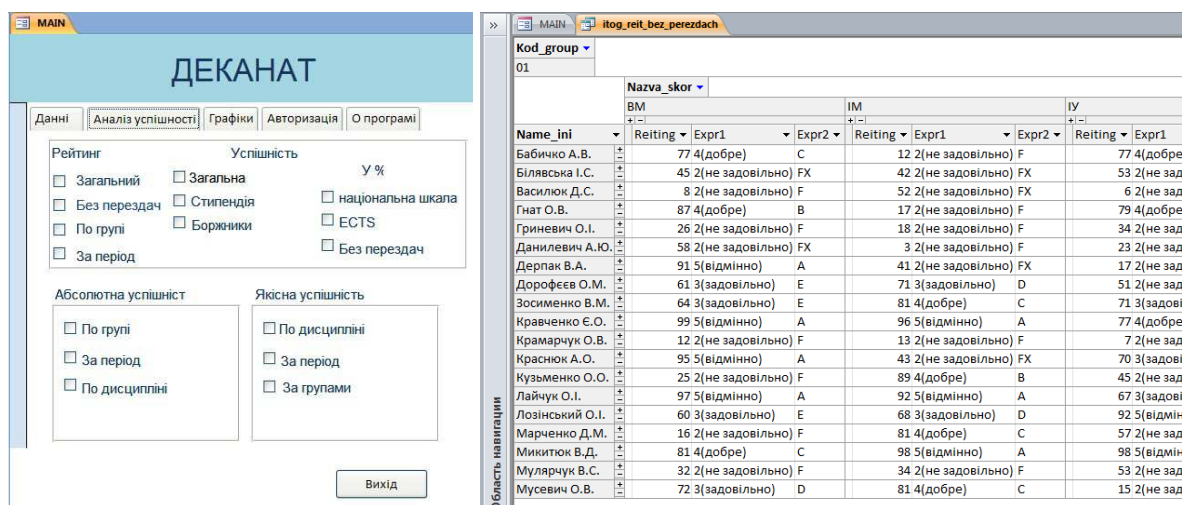 MAIN
ДЕКАНАТ
Данні Аналіз успішності Графіки Авторизація О програмі
Рейтинг Успішність
У %
Загальний Загальна
Без перездач Стипендія національна шкала
По групі Боржники ECTS
За період Без перездач
Абсолютна успішніст Якісна успішність
По групі По дисципліні
За період За період
По дисципліні За групами
Вихід
»
Область навигации
MAIN itog_reit_bez_perezdach
Kod_group
01
Nazva_skor
ВМ ІМ ІУ
+ - + - + -
Name_ini Reiting Expr1 Expr2 Reiting Expr1 Expr2 Reiting Expr1
Бабичко А.В. 77 4(добре) C 12 2(не задовільно) F 77 4(добре
Білявська І.С. 45 2(не задовільно) FX 42 2(не задовільно) FX 53 2(не зад
Василюк Д.С. 8 2(не задовільно) F 52 2(не задовільно) FX 6 2(не зад
Гнат О.В. 87 4(добре) B 17 2(не задовільно) F 79 4(добре
Гриневич О.І. 26 2(не задовільно) F 18 2(не задовільно) F 34 2(не зад
Данилевич А.Ю. 58 2(не задовільно) FX 3 2(не задовільно) F 23 2(не зад
Дерпак В.А. 91 5(відмінно) A 41 2(не задовільно) FX 17 2(не зад
Дорофєєв О.М. 61 3(задовільно) E 71 3(задовільно) D 51 2(не зад
Зосименко В.М. 64 3(задовільно) E 81 4(добре) C 71 3(задові
Кравченко Є.О. 99 5(відмінно) A 96 5(відмінно) A 77 4(добре
Крамарчук О.В. 12 2(не задовільно) F 13 2(не задовільно) F 7 2(не зад
Краснюк А.О. 95 5(відмінно) A 43 2(не задовільно) FX 70 3(задові
Кузьменко О.О. 25 2(не задовільно) F 89 4(добре) B 45 2(не зад
Лайчук О.І. 97 5(відмінно) A 92 5(відмінно) A 67 3(задові
Лозінський О.І. 60 3(задовільно) E 68 3(задовільно) D 92 5(відмін
Марченко Д.М. 16 2(не задовільно) F 81 4(добре) C 57 2(не зад
Микитюк В.Д. 81 4(добре) C 98 5(відмінно) A 98 5(відмін
Мулярчук В.С. 32 2(не задовільно) F 34 2(не задовільно) F 53 2(не зад
Мусевич О.В. 72 3(задовільно) D 81 4(добре) C 15 2(не зад